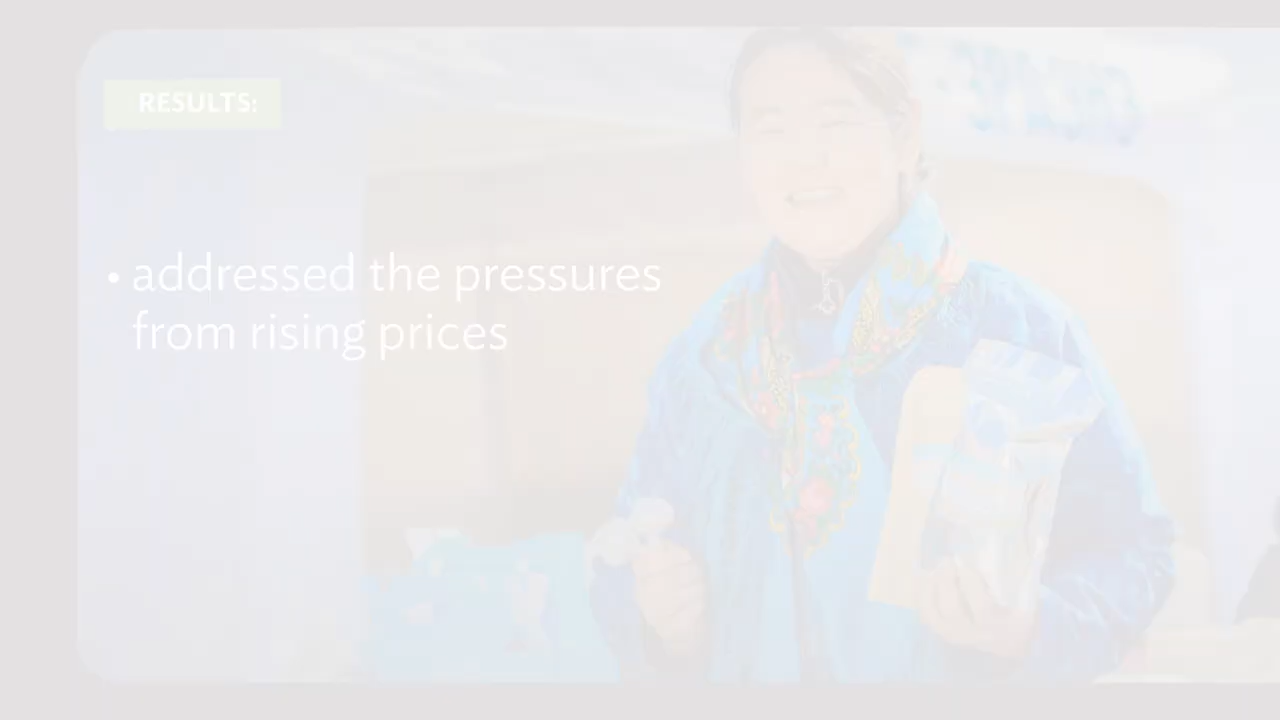 RESULTS:
• addressed the pressures
from rising prices